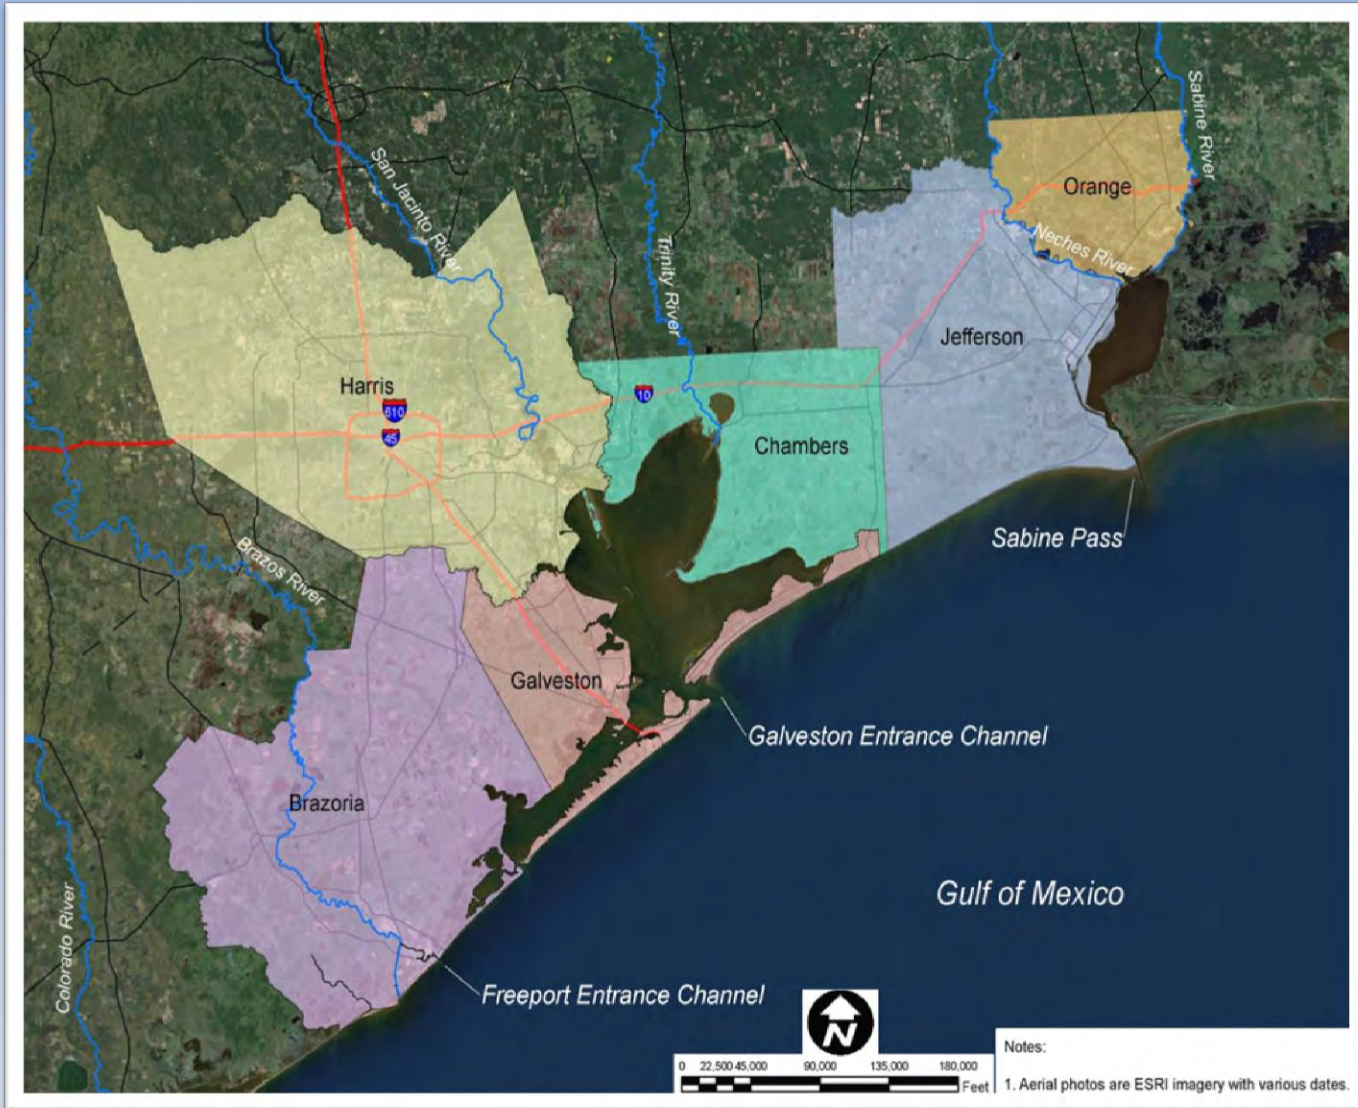 Sabine River
San Jacinto River
Orange
Trinity River
Neches River
Jefferson
Harris
610
10
45
Chambers
Sabine Pass
Brazos River
Galveston
Galveston Entrance Channel
Brazoria
Gulf of Mexico
Colorado River
Freeport Entrance Channel
N
Notes:
0 22,500 45,000 90,000 135,000 180,000
Feet
1. Aerial photos are ESRI imagery with various dates.